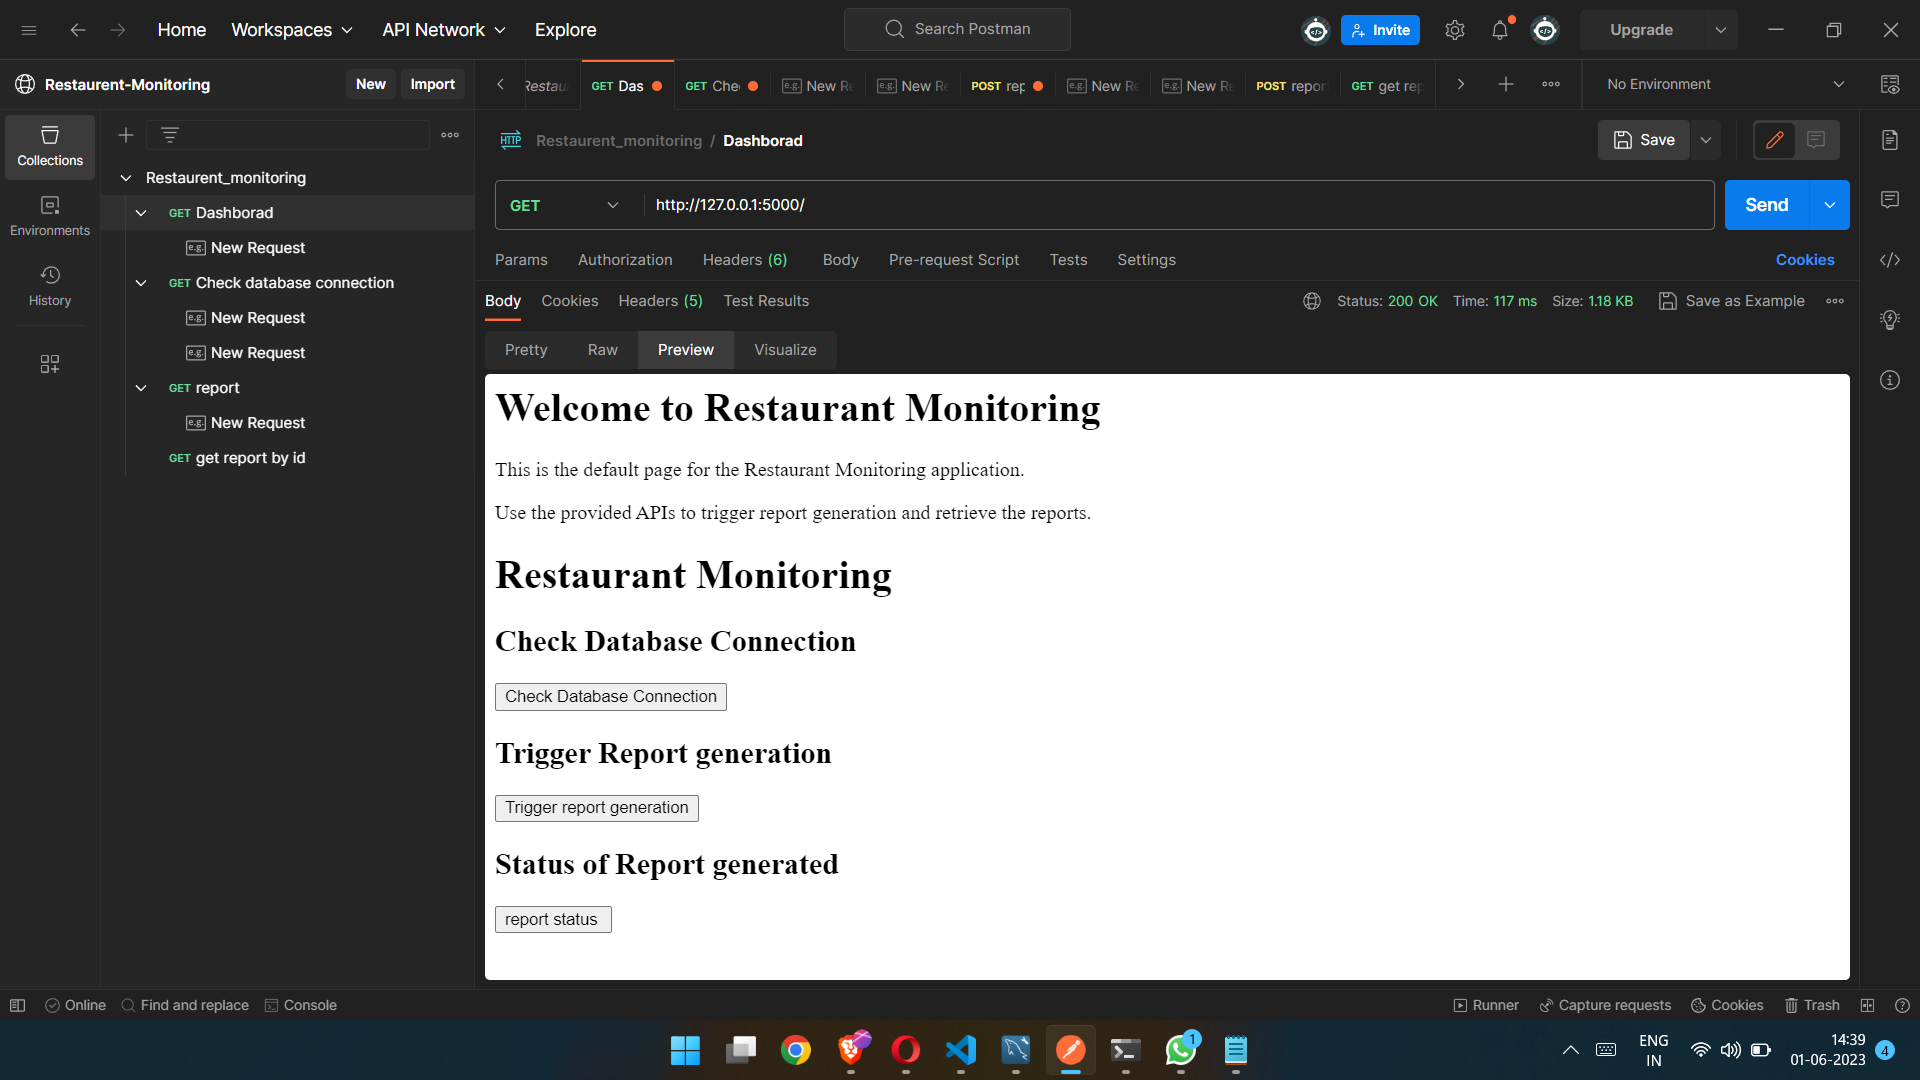 Home Workspaces API Network Explore Search Postman Invite Upgrade
Restaurent-Monitoring New Import GET Das GET Che e.g. New Re e.g. New Re POST rep e.g. New Re e.g. New Re POST repor GET get rep No Environment
Collections
Environments
History
Restaurent_monitoring
GET Dashborad
e.g. New Request
GET Check database connection
e.g. New Request
e.g. New Request
GET report
e.g. New Request
GET get report by id
HTTP Restaurent_monitoring / Dashborad Save
GET http://127.0.0.1:5000/ Send
Params Authorization Headers (6) Body Pre-request Script Tests Settings Cookies
Body Cookies Headers (5) Test Results Status: 200 OK Time: 117 ms Size: 1.18 KB Save as Example
Pretty Raw Preview Visualize
Welcome to Restaurant Monitoring
This is the default page for the Restaurant Monitoring application.
Use the provided APIs to trigger report generation and retrieve the reports.
Restaurant Monitoring
Check Database Connection
Check Database Connection
Trigger Report generation
Trigger report generation
Status of Report generated
report status
Online Find and replace Console Runner Capture requests Cookies Trash
1
ENG
IN
14:39
01-06-2023
4